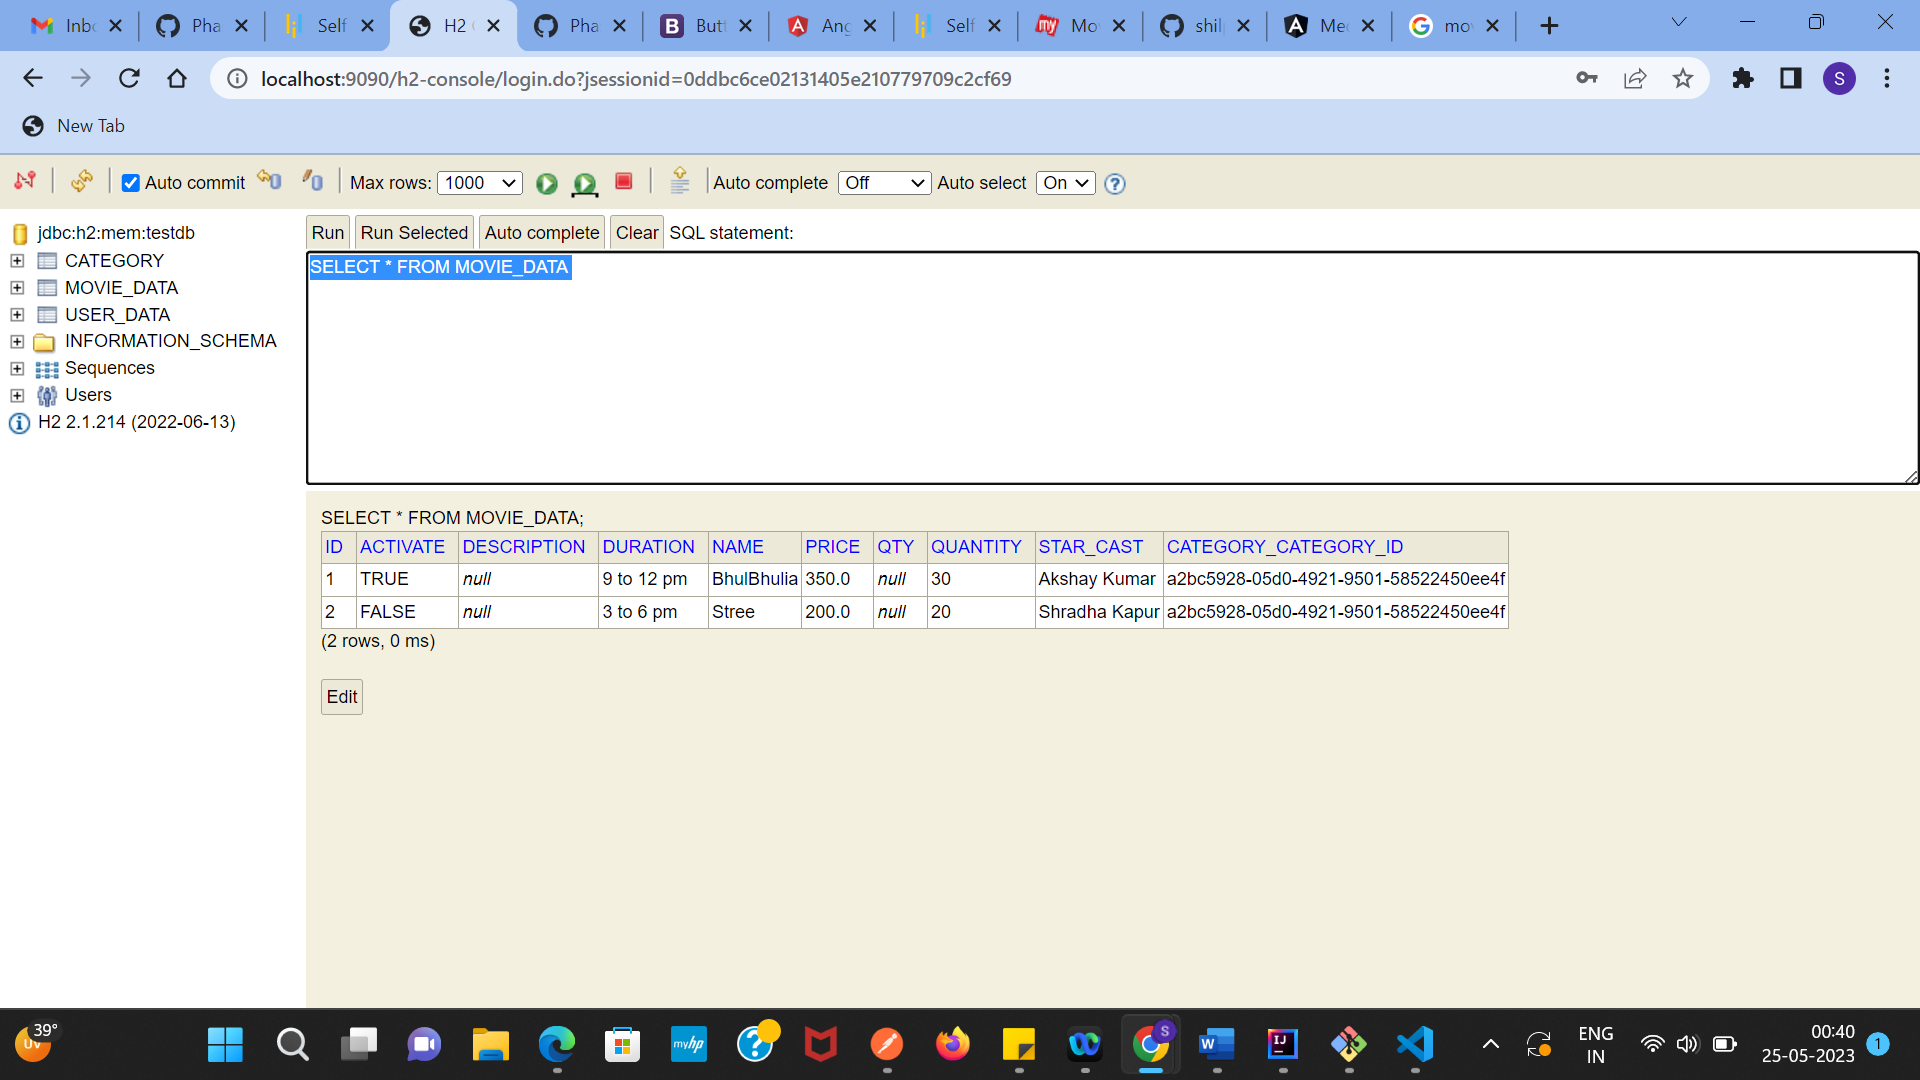 Inbc Pha Self H2 Pha Butt Ang Self Mov shil Me mo
localhost:9090/h2-console/login.do?jsessionid=0ddbc6ce02131405e210779709c2cf69 S
New Tab
Auto commit Max rows: 1000 Auto complete Off Auto select On
Run Run Selected Auto complete Clear SQL statement:
jdbc:h2:mem:testdb
CATEGORY
MOVIE_DATA
USER_DATA
INFORMATION_SCHEMA
Sequences
Users
H2 2.1.214 (2022-06-13)
SELECT * FROM MOVIE_DATA
SELECT * FROM MOVIE_DATA;
ID ACTIVATE DESCRIPTION DURATION NAME PRICE QTY QUANTITY STAR_CAST CATEGORY_CATEGORY_ID
1 TRUE null 9 to 12 pm BhulBhulia 350.0 null 30 Akshay Kumar a2bc5928-05d0-4921-9501-58522450ee4f
2 FALSE null 3 to 6 pm Stree 200.0 null 20 Shradha Kapur a2bc5928-05d0-4921-9501-58522450ee4f
(2 rows, 0 ms)
Edit
39°
UV
ENG
IN
00:40
25-05-2023
1